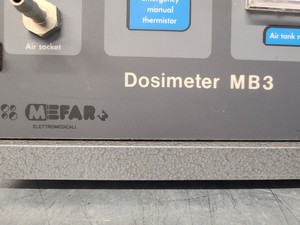 emergency
manual
thermistor
Air socket
Air tank
Dosimeter MB3
MEFAR
ELETTROMEDICALI